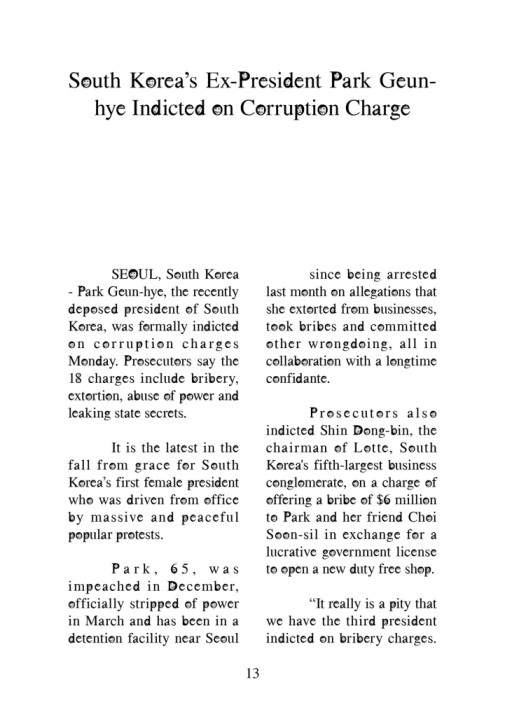 South Korea's Ex-President Park Geun-
hye Indicted on Corruption Charge
SEOUL, South Korea
- Park Geun-hye, the recently
deposed president of South
Korea, was formally indicted
on corruption charges
Monday. Prosecutors say the
18 charges include bribery,
extortion, abuse of power and
leaking state secrets.
It is the latest in the
fall from grace for South
Korea's first female president
who was driven from office
by massive and peaceful
popular protests.
Park, 65, was
impeached in December,
officially stripped of power
in March and has been in a
detention facility near Seoul
since being arrested
last month on allegations that
she extorted from businesses,
took bribes and committed
other wrongdoing, all in
collaboration with a longtime
confidante.
Prosecutors also
indicted Shin Dong-bin, the
chairman of Lotte, South
Korea's fifth-largest business
conglomerate, on a charge of
offering a bribe of $6 million
to Park and her friend Choi
Soon-sil in exchange for a
lucrative government license
to open a new duty free shop.
“It really is a pity that
we have the third president
indicted on bribery charges.
13